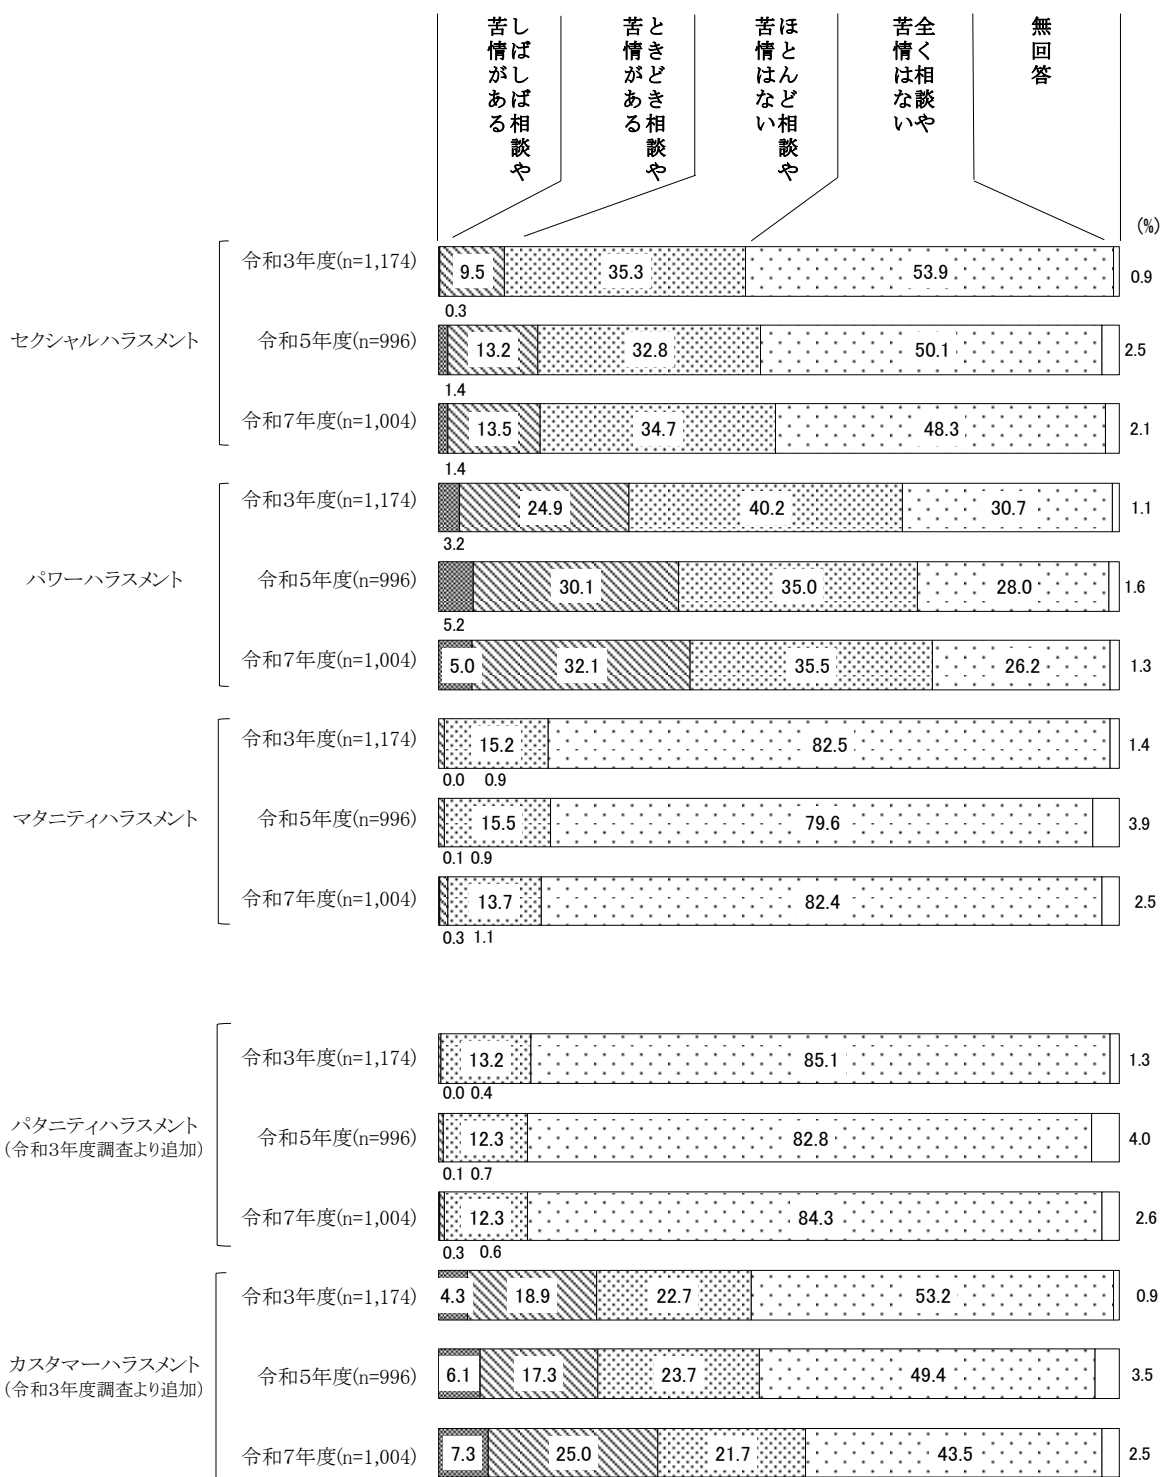 しばしば相談や
苦情がある
ときどき相談や
苦情がある
ほとんど相談や
苦情はない
全く相談や
苦情はない
無回答
(%)
セクシャルハラスメント
令和3年度(n=1,174)
9.5
35.3
53.9
0.9
0.3
令和5年度(n=996)
13.2
32.8
50.1
2.5
1.4
令和7年度(n=1,004)
13.5
34.7
48.3
2.1
1.4
パワーハラスメント
令和3年度(n=1,174)
24.9
40.2
30.7
1.1
3.2
令和5年度(n=996)
30.1
35.0
28.0
1.6
5.2
令和7年度(n=1,004)
5.0
32.1
35.5
26.2
1.3
マタニティハラスメント
令和3年度(n=1,174)
15.2
82.5
1.4
0.0 0.9
令和5年度(n=996)
15.5
79.6
3.9
0.1 0.9
令和7年度(n=1,004)
13.7
82.4
2.5
0.3 1.1
パタニティハラスメント
(令和3年度調査より追加)
令和3年度(n=1,174)
13.2
85.1
1.3
0.0 0.4
令和5年度(n=996)
12.3
82.8
4.0
0.1 0.7
令和7年度(n=1,004)
12.3
84.3
2.6
0.3 0.6
カスタマーハラスメント
(令和3年度調査より追加)
令和3年度(n=1,174)
4.3
18.9
22.7
53.2
0.9
令和5年度(n=996)
6.1
17.3
23.7
49.4
3.5
令和7年度(n=1,004)
7.3
25.0
21.7
43.5
2.5